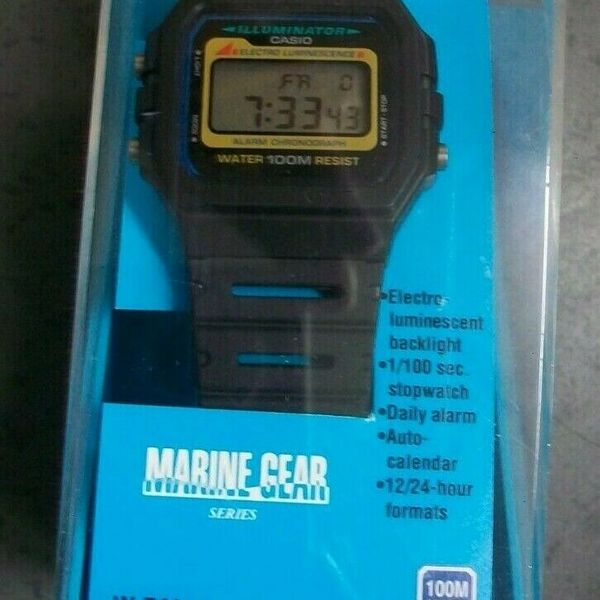 ILLUMINATOR
CASIO
ELECTRO LUMINESCENCE
LIGHT
FR
7:33 43
MODE
START · STOP
ALARM CHRONOGRAPH
WATER 100M RESIST
•Electro-
luminescent
backlight
•1/100 sec.
stopwatch
•Daily alarm
•Auto-
calendar
•12/24-hour
formats
MARINE GEAR
SERIES
100M